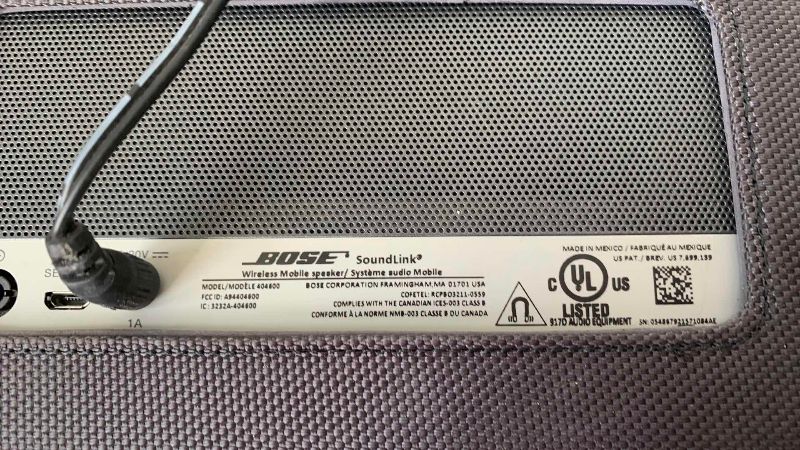 BOSE SoundLink®
Wireless Mobile speaker/ Système audio Mobile
MODEL/MODÈLE 404600
FCC ID: A94404600
IC : 3232A-404600
BOSE CORPORATION FRAMINGHAM,MA 01701 USA
COFETEL: RCPBO3211-0559
COMPLIES WITH THE CANADIAN ICES-003 CLASS B
CONFORME À LA NORME NMB-003 CLASSE B DU CANADA
MADE IN MEXICO / FABRIQUÉ AU MEXIQUE
US PAT./ BREV. US 7,699,139
C UL US
LISTED
917D AUDIO EQUIPMENT
1A